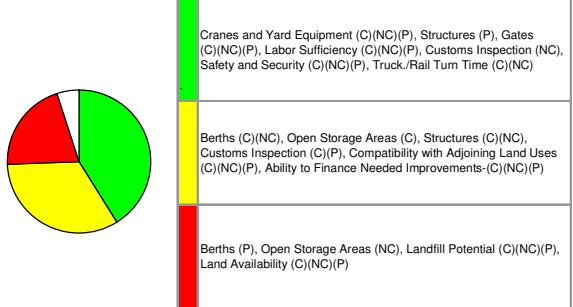 Cranes and Yard Equipment (C)(NC)(P), Structures (P), Gates
(C)(NC)(P), Labor Sufficiency (C)(NC)(P), Customs Inspection (NC),
Safety and Security (C)(NC)(P), Truck./Rail Turn Time (C)(NC)
Berths (C)(NC), Open Storage Areas (C), Structures (C)(NC),
Customs Inspection (C)(P), Compatibility with Adjoining Land Uses
(C)(NC)(P), Ability to Finance Needed Improvements-(C)(NC)(P)
Berths (P), Open Storage Areas (NC), Landfill Potential (C)(NC)(P),
Land Availability (C)(NC)(P)